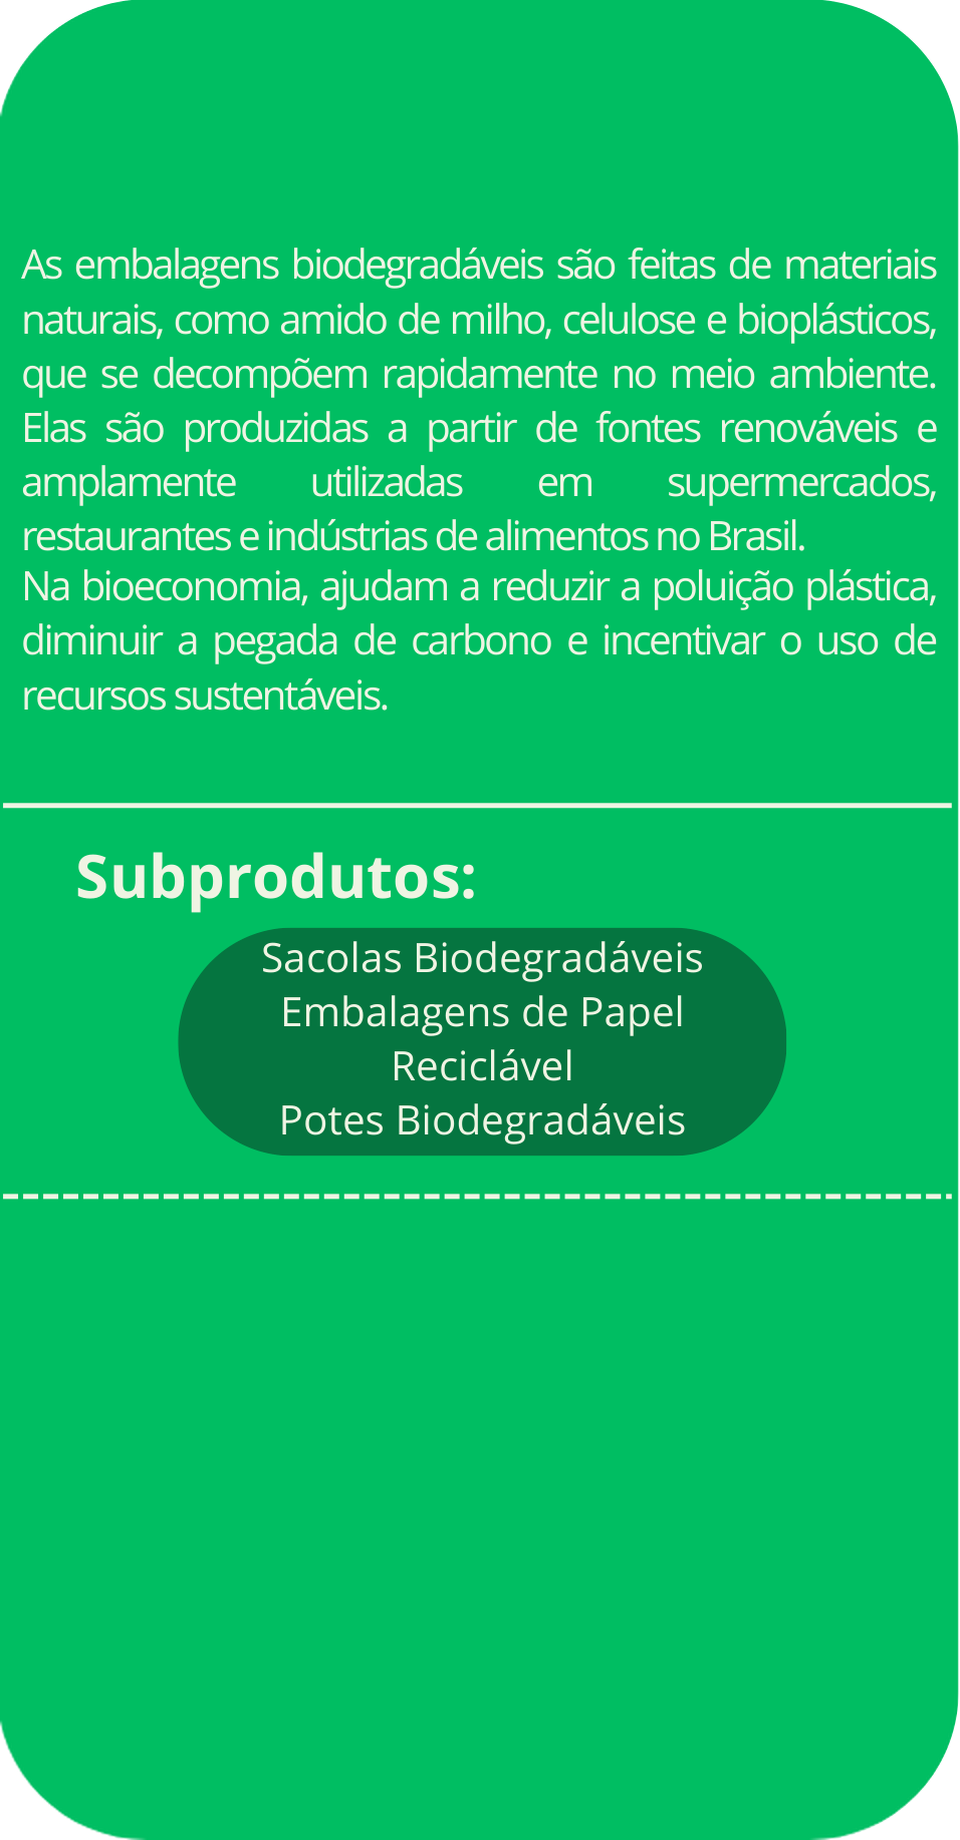 As embalagens biodegradáveis são feitas de materiais
naturais, como amido de milho, celulose e bioplásticos,
que se decompõem rapidamente no meio ambiente.
Elas são produzidas a partir de fontes renováveis e
amplamente utilizadas em supermercados,
restaurantes e indústrias de alimentos no Brasil.
Na bioeconomia, ajudam a reduzir a poluição plástica,
diminuir a pegada de carbono e incentivar o uso de
recursos sustentáveis.
Subprodutos:
Sacolas Biodegradáveis
Embalagens de Papel
Reciclável
Potes Biodegradáveis